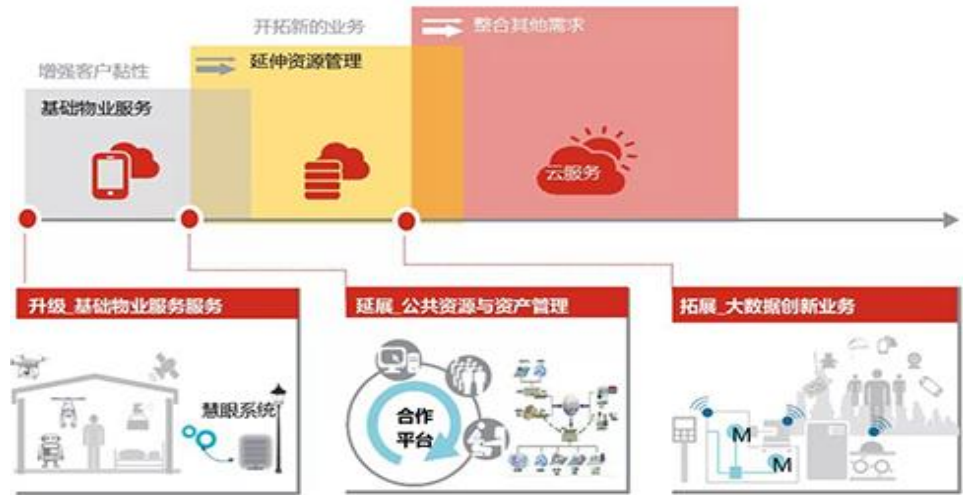 开拓新的业务
整合其他需求
增强客户黏性
延伸资源管理
基础物业服务
云服务
升级_基础物业服务服务
延展_公共资源与资产管理
拓展_大数据创新业务
慧眼系统
合作
平台
M
M